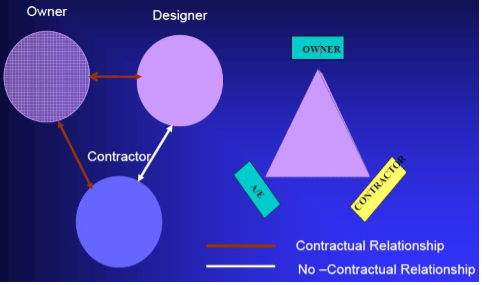 Owner
Designer
OWNER
Contractor
A/E
CONTRACTOR
Contractual Relationship
No –Contractual Relationship